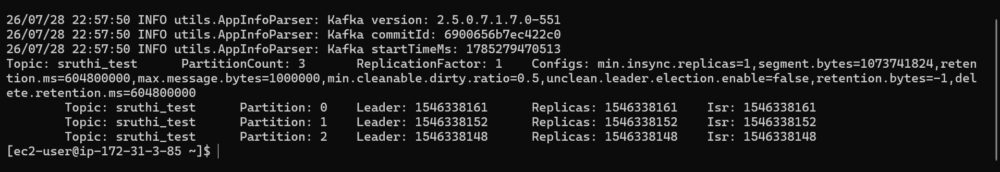 26/07/28 22:57:50 INFO utils.AppInfoParser: Kafka version: 2.5.0.7.1.7.0-551
26/07/28 22:57:50 INFO utils.AppInfoParser: Kafka commitId: 6900656b7ec422c0
26/07/28 22:57:50 INFO utils.AppInfoParser: Kafka startTimeMs: 1785279470513
Topic: sruthi_test      PartitionCount: 3       ReplicationFactor: 1    Configs: min.insync.replicas=1,segment.bytes=1073741824,reten
tion.ms=604800000,max.message.bytes=1000000,min.cleanable.dirty.ratio=0.5,unclean.leader.election.enable=false,retention.bytes=-1,del
ete.retention.ms=604800000
        Topic: sruthi_test      Partition: 0    Leader: 1546338161      Replicas: 1546338161    Isr: 1546338161
        Topic: sruthi_test      Partition: 1    Leader: 1546338152      Replicas: 1546338152    Isr: 1546338152
        Topic: sruthi_test      Partition: 2    Leader: 1546338148      Replicas: 1546338148    Isr: 1546338148
[ec2-user@ip-172-31-3-85 ~]$